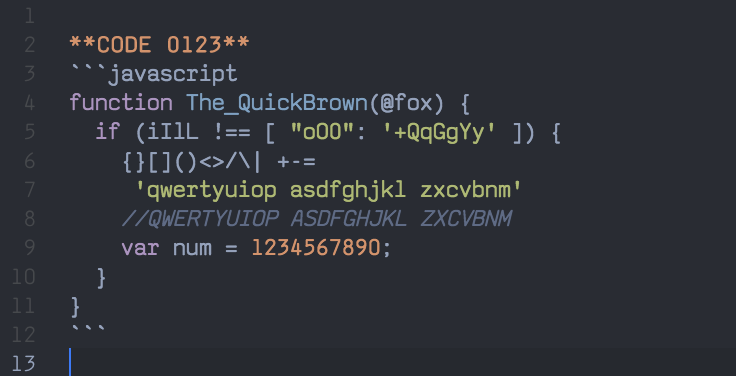 1
2 **CODE 0123**
3 ```javascript
4 function The_QuickBrown(@fox) {
5   if (iIlL !== [ "oO0": '+QqGgYy' ]) {
6     {}[]()<>/\| +-=
7      'qwertyuiop asdfghjkl zxcvbnm'
8     //QWERTYUIOP ASDFGHJKL ZXCVBNM
9     var num = 1234567890;
10   }
11 }
12 ```
13